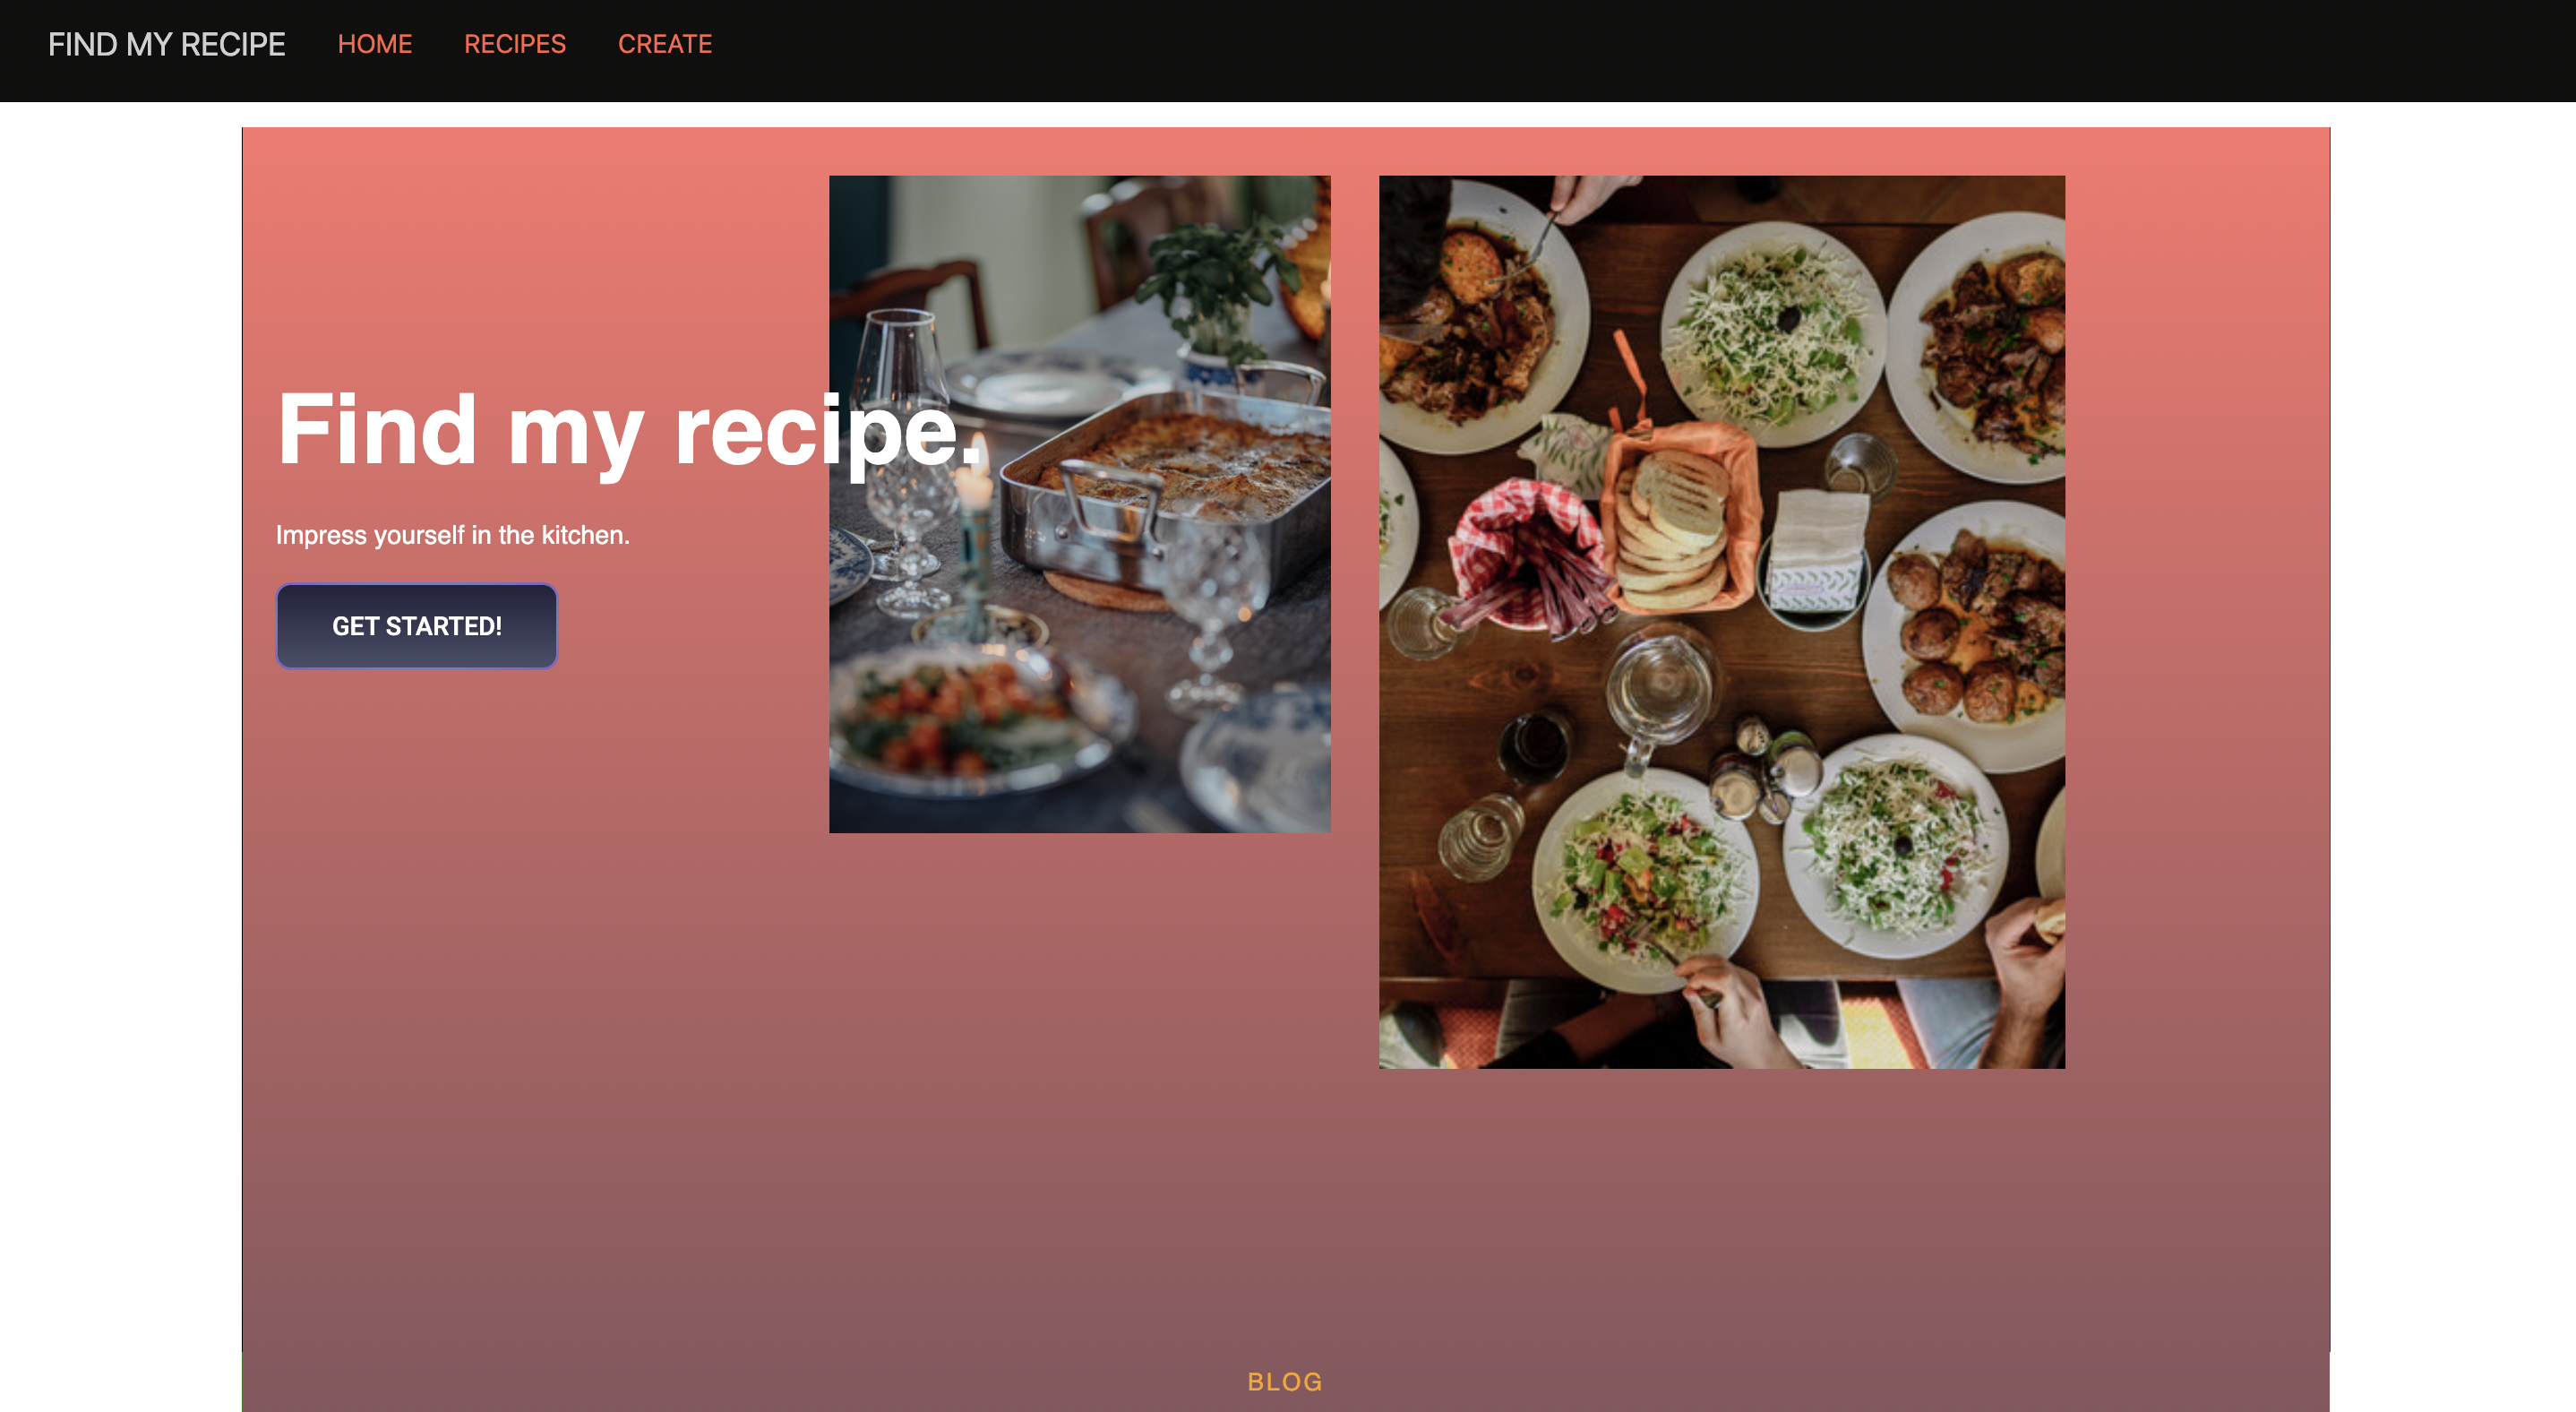 FIND MY RECIPE HOME RECIPES CREATE
Find my recipe.
Impress yourself in the kitchen.
GET STARTED!
BLOG